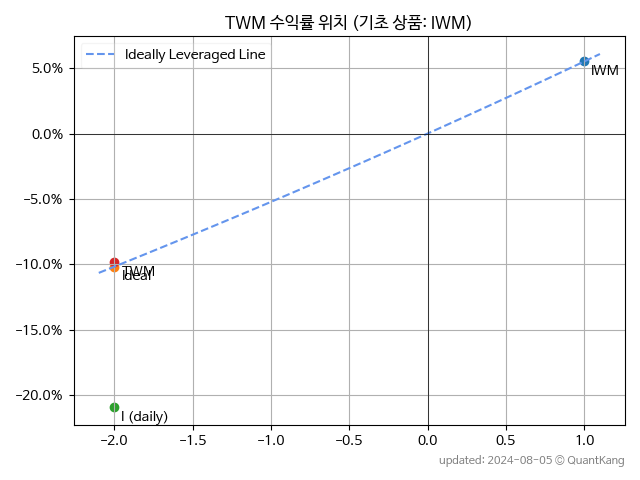 TWM 수익률 위치 (기초 상품: IWM)
Ideally Leveraged Line
5.0%
0.0%
-5.0%
-10.0%
-15.0%
-20.0%
IWM
TWM
Ideal
I (daily)
-2.0 -1.5 -1.0 -0.5 0.0 0.5 1.0
updated: 2024-08-05 © QuantKang